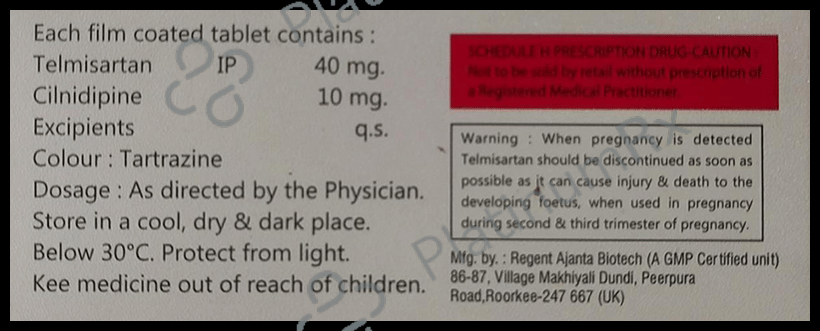 Each film coated tablet contains :
Telmisartan IP 40 mg.
Cilnidipine 10 mg.
Excipients q.s.
Colour : Tartrazine
Dosage : As directed by the Physician.
Store in a cool, dry & dark place.
Below 30°C. Protect from light.
Kee medicine out of reach of children.
SCHEDULE H PRESCRIPTION DRUG-CAUTION
Not to be sold by retail without prescription of
a Registered Medical Practitioner.
Warning : When pregnancy is detected
Telmisartan should be discontinued as soon as
possible as it can cause injury & death to the
developing foetus, when used in pregnancy
during second & third trimester of pregnancy.
Mfg. by. : Regent Ajanta Biotech (A GMP Certified unit)
86-87, Village Makhiyali Dundi, Peerpura
Road,Roorkee-247 667 (UK)
PlatinumRx